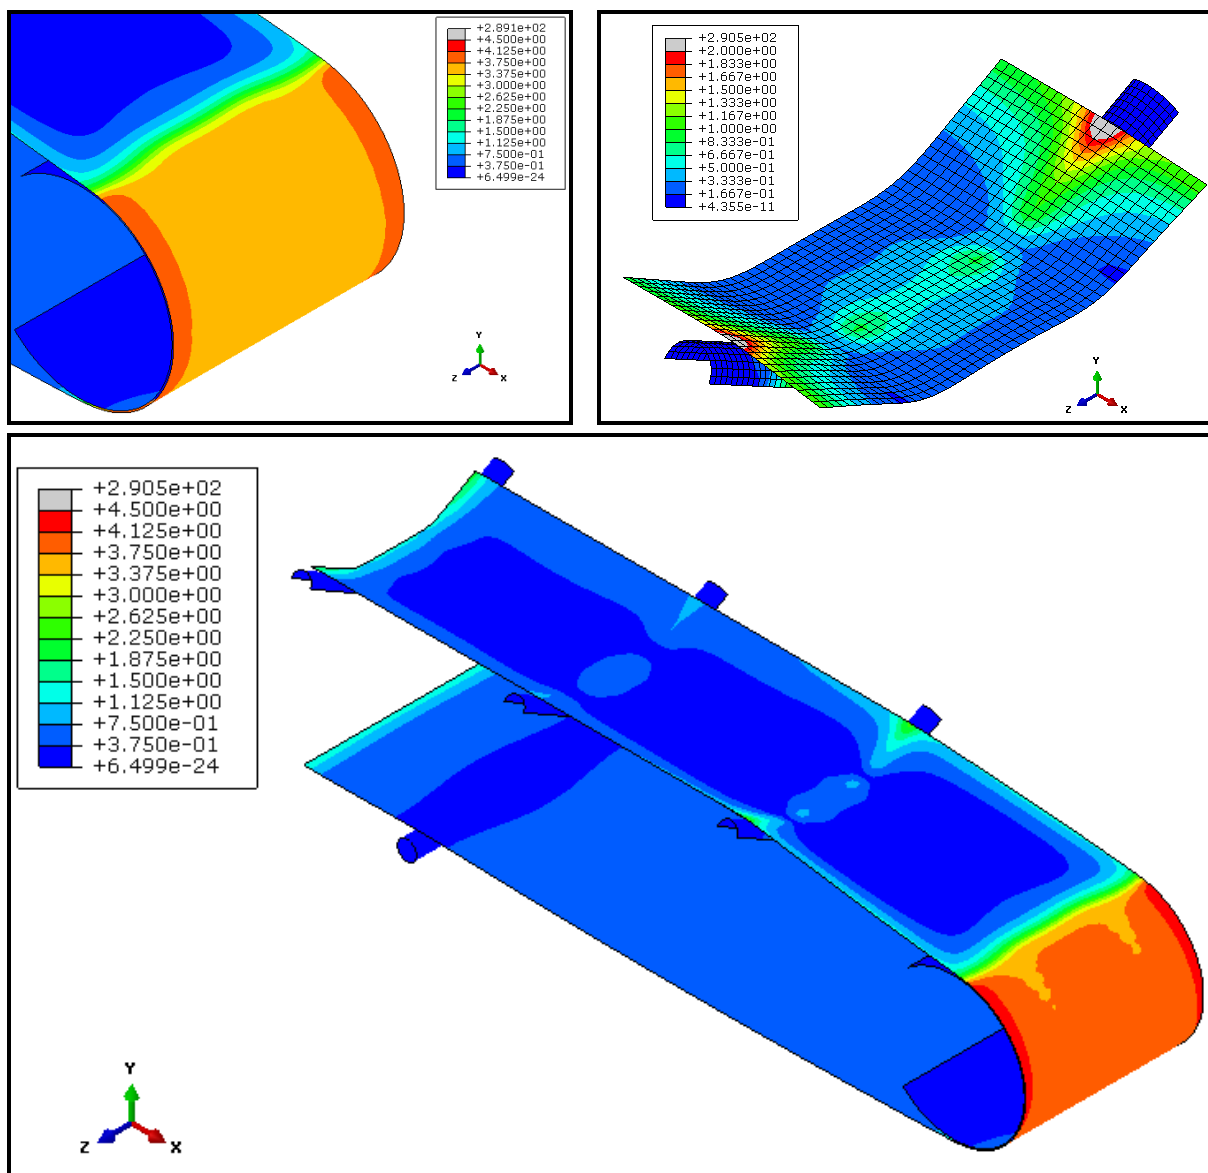 +2.891e+02
+4.500e+00
+4.125e+00
+3.750e+00
+3.375e+00
+3.000e+00
+2.625e+00
+2.250e+00
+1.875e+00
+1.500e+00
+1.125e+00
+7.500e-01
+3.750e-01
+6.499e-24
Y
Z
X
+2.905e+02
+2.000e+00
+1.833e+00
+1.667e+00
+1.500e+00
+1.333e+00
+1.167e+00
+1.000e+00
+8.333e-01
+6.667e-01
+5.000e-01
+3.333e-01
+1.667e-01
+4.355e-11
Y
Z
X
+2.905e+02
+4.500e+00
+4.125e+00
+3.750e+00
+3.375e+00
+3.000e+00
+2.625e+00
+2.250e+00
+1.875e+00
+1.500e+00
+1.125e+00
+7.500e-01
+3.750e-01
+6.499e-24
Y
Z
X